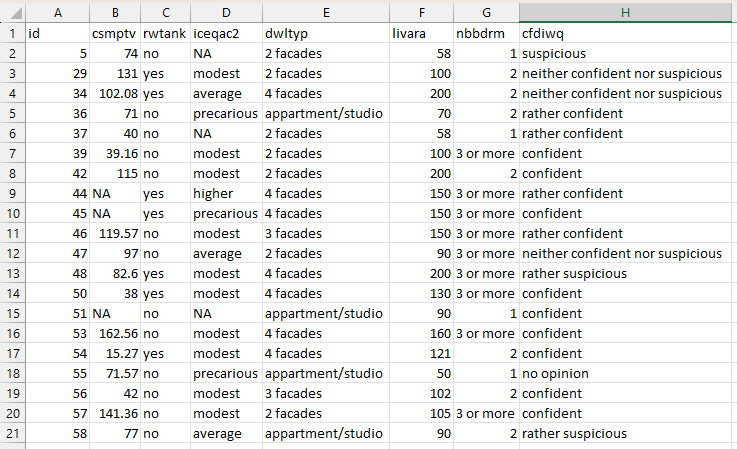 A B C D E F G H
1 id csmptv rwtank iceqac2 dwltyp livara nbbdrm cfdiwq
2 5 74 no NA 2 facades 58 1 suspicious
3 29 131 yes modest 2 facades 100 2 neither confident nor suspicious
4 34 102.08 yes average 4 facades 200 2 neither confident nor suspicious
5 36 71 no precarious appartment/studio 70 2 rather confident
6 37 40 no NA 2 facades 58 1 rather confident
7 39 39.16 no modest 2 facades 100 3 or more confident
8 42 115 no modest 2 facades 200 2 confident
9 44 NA yes higher 4 facades 150 3 or more rather confident
10 45 NA yes precarious 4 facades 150 3 or more confident
11 46 119.57 no modest 3 facades 150 3 or more rather confident
12 47 97 no average 2 facades 90 3 or more neither confident nor suspicious
13 48 82.6 yes modest 4 facades 200 3 or more rather suspicious
14 50 38 yes modest 4 facades 130 3 or more confident
15 51 NA no NA appartment/studio 90 1 confident
16 53 162.56 no modest 4 facades 160 3 or more confident
17 54 15.27 yes modest 4 facades 121 2 confident
18 55 71.57 no precarious appartment/studio 50 1 no opinion
19 56 42 no modest 3 facades 102 2 confident
20 57 141.36 no modest 2 facades 105 3 or more confident
21 58 77 no average appartment/studio 90 2 rather suspicious